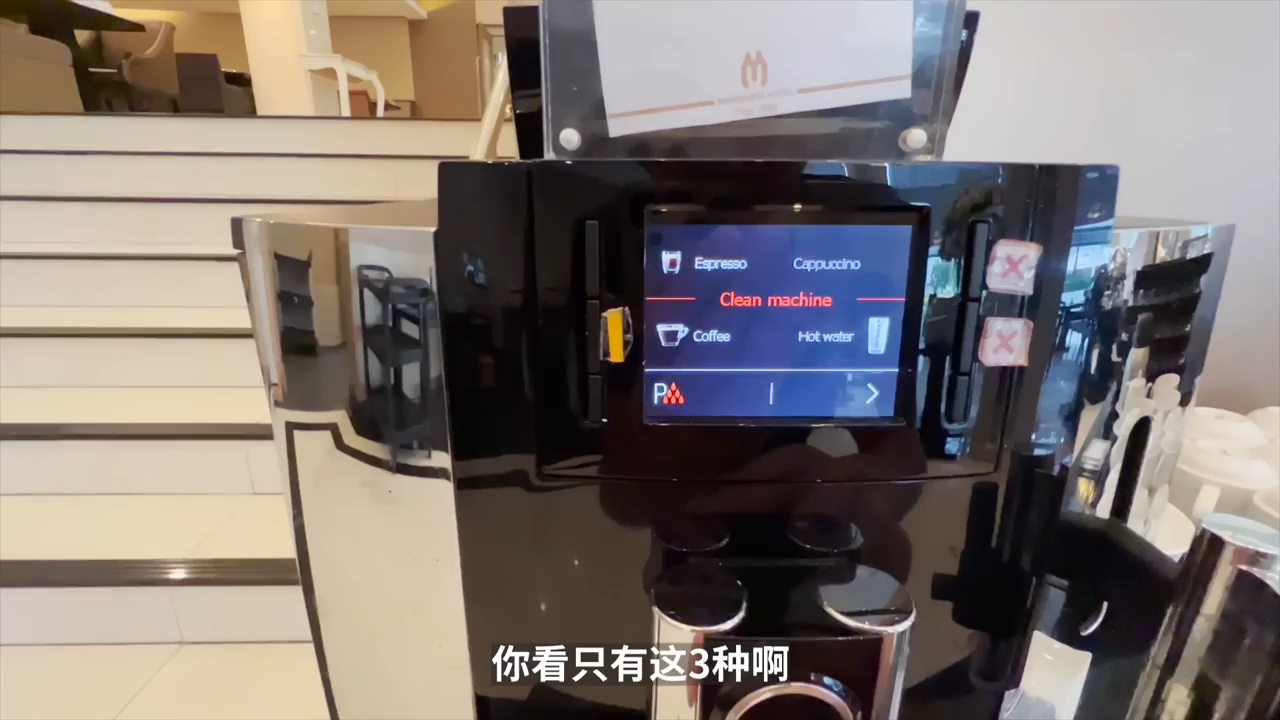 Espresso
Cappuccino
Clean machine
Coffee
Hot water
P
你看只有这3种啊